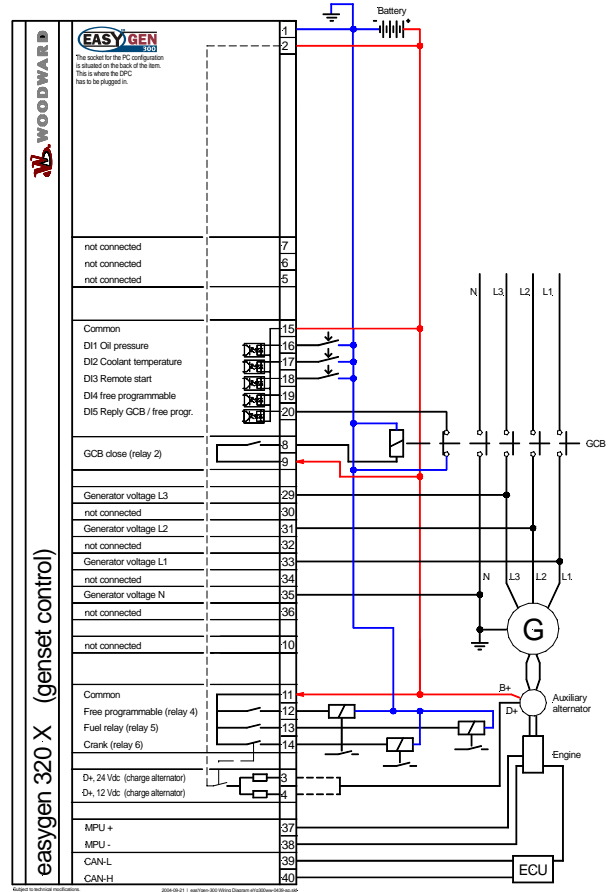 WOODWARD
easygen 320 X (genset control)
EASY GEN
300
The socket for the PC configuration
is situated on the back of the item.
This is where the DPC
has to be plugged in.
1
2
Battery
+
not connected 7
not connected 6
not connected 5
Common 15
DI1 Oil pressure 16
DI2 Coolant temperature 17
DI3 Remote start 18
DI4 free programmable 19
DI5 Reply GCB / free progr. 20
GCB close (relay 2) 8
9
N L3 L2 L1
GCB
Generator voltage L3 29
not connected 30
Generator voltage L2 31
not connected 32
Generator voltage L1 33
not connected 34
Generator voltage N 35
not connected 36
not connected 10
N L3 L2 L1
G
Common 11
Free programmable (relay 4) 12
Fuel relay (relay 5) 13
Crank (relay 6) 14
B+
D+
Auxiliary
alternator
Engine
D+, 24 Vdc (charge alternator) 3
D+, 12 Vdc (charge alternator) 4
MPU + 37
MPU - 38
CAN-L 39
CAN-H 40
ECU
Subject to technical modifications.